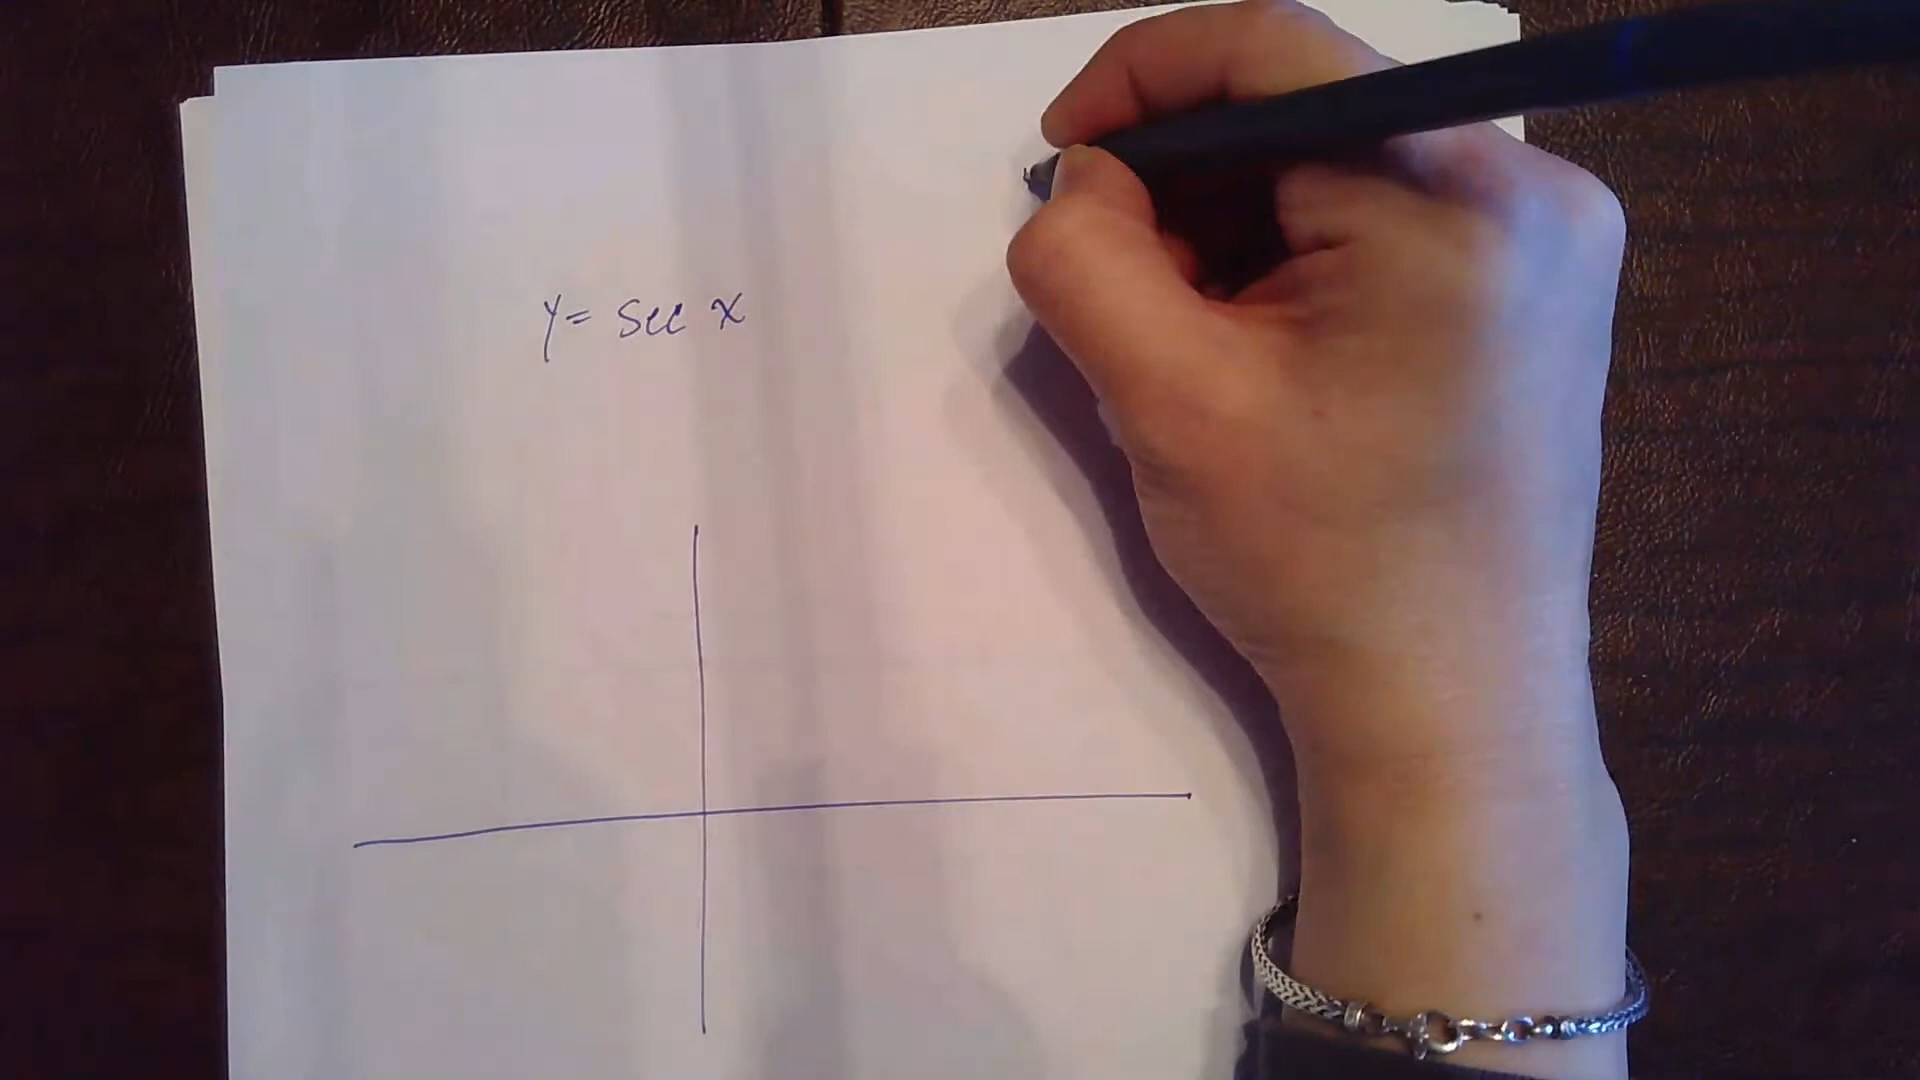 y = sec x